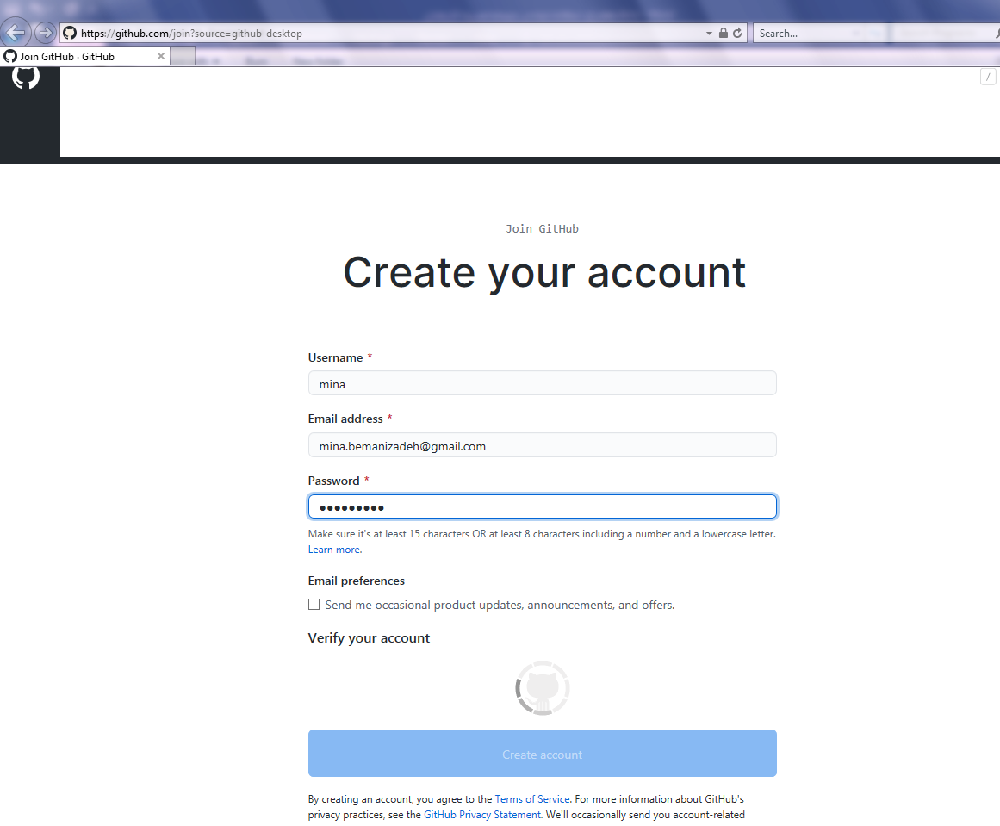 https://github.com/join?source=github-desktop
Search...
Join GitHub · GitHub
/
Join GitHub
Create your account
Username *
mina
Email address *
mina.bemanizadeh@gmail.com
Password *
●●●●●●●●●
Make sure it's at least 15 characters OR at least 8 characters including a number and a lowercase letter.
Learn more.
Email preferences
Send me occasional product updates, announcements, and offers.
Verify your account
Create account
By creating an account, you agree to the Terms of Service. For more information about GitHub's
privacy practices, see the GitHub Privacy Statement. We'll occasionally send you account-related